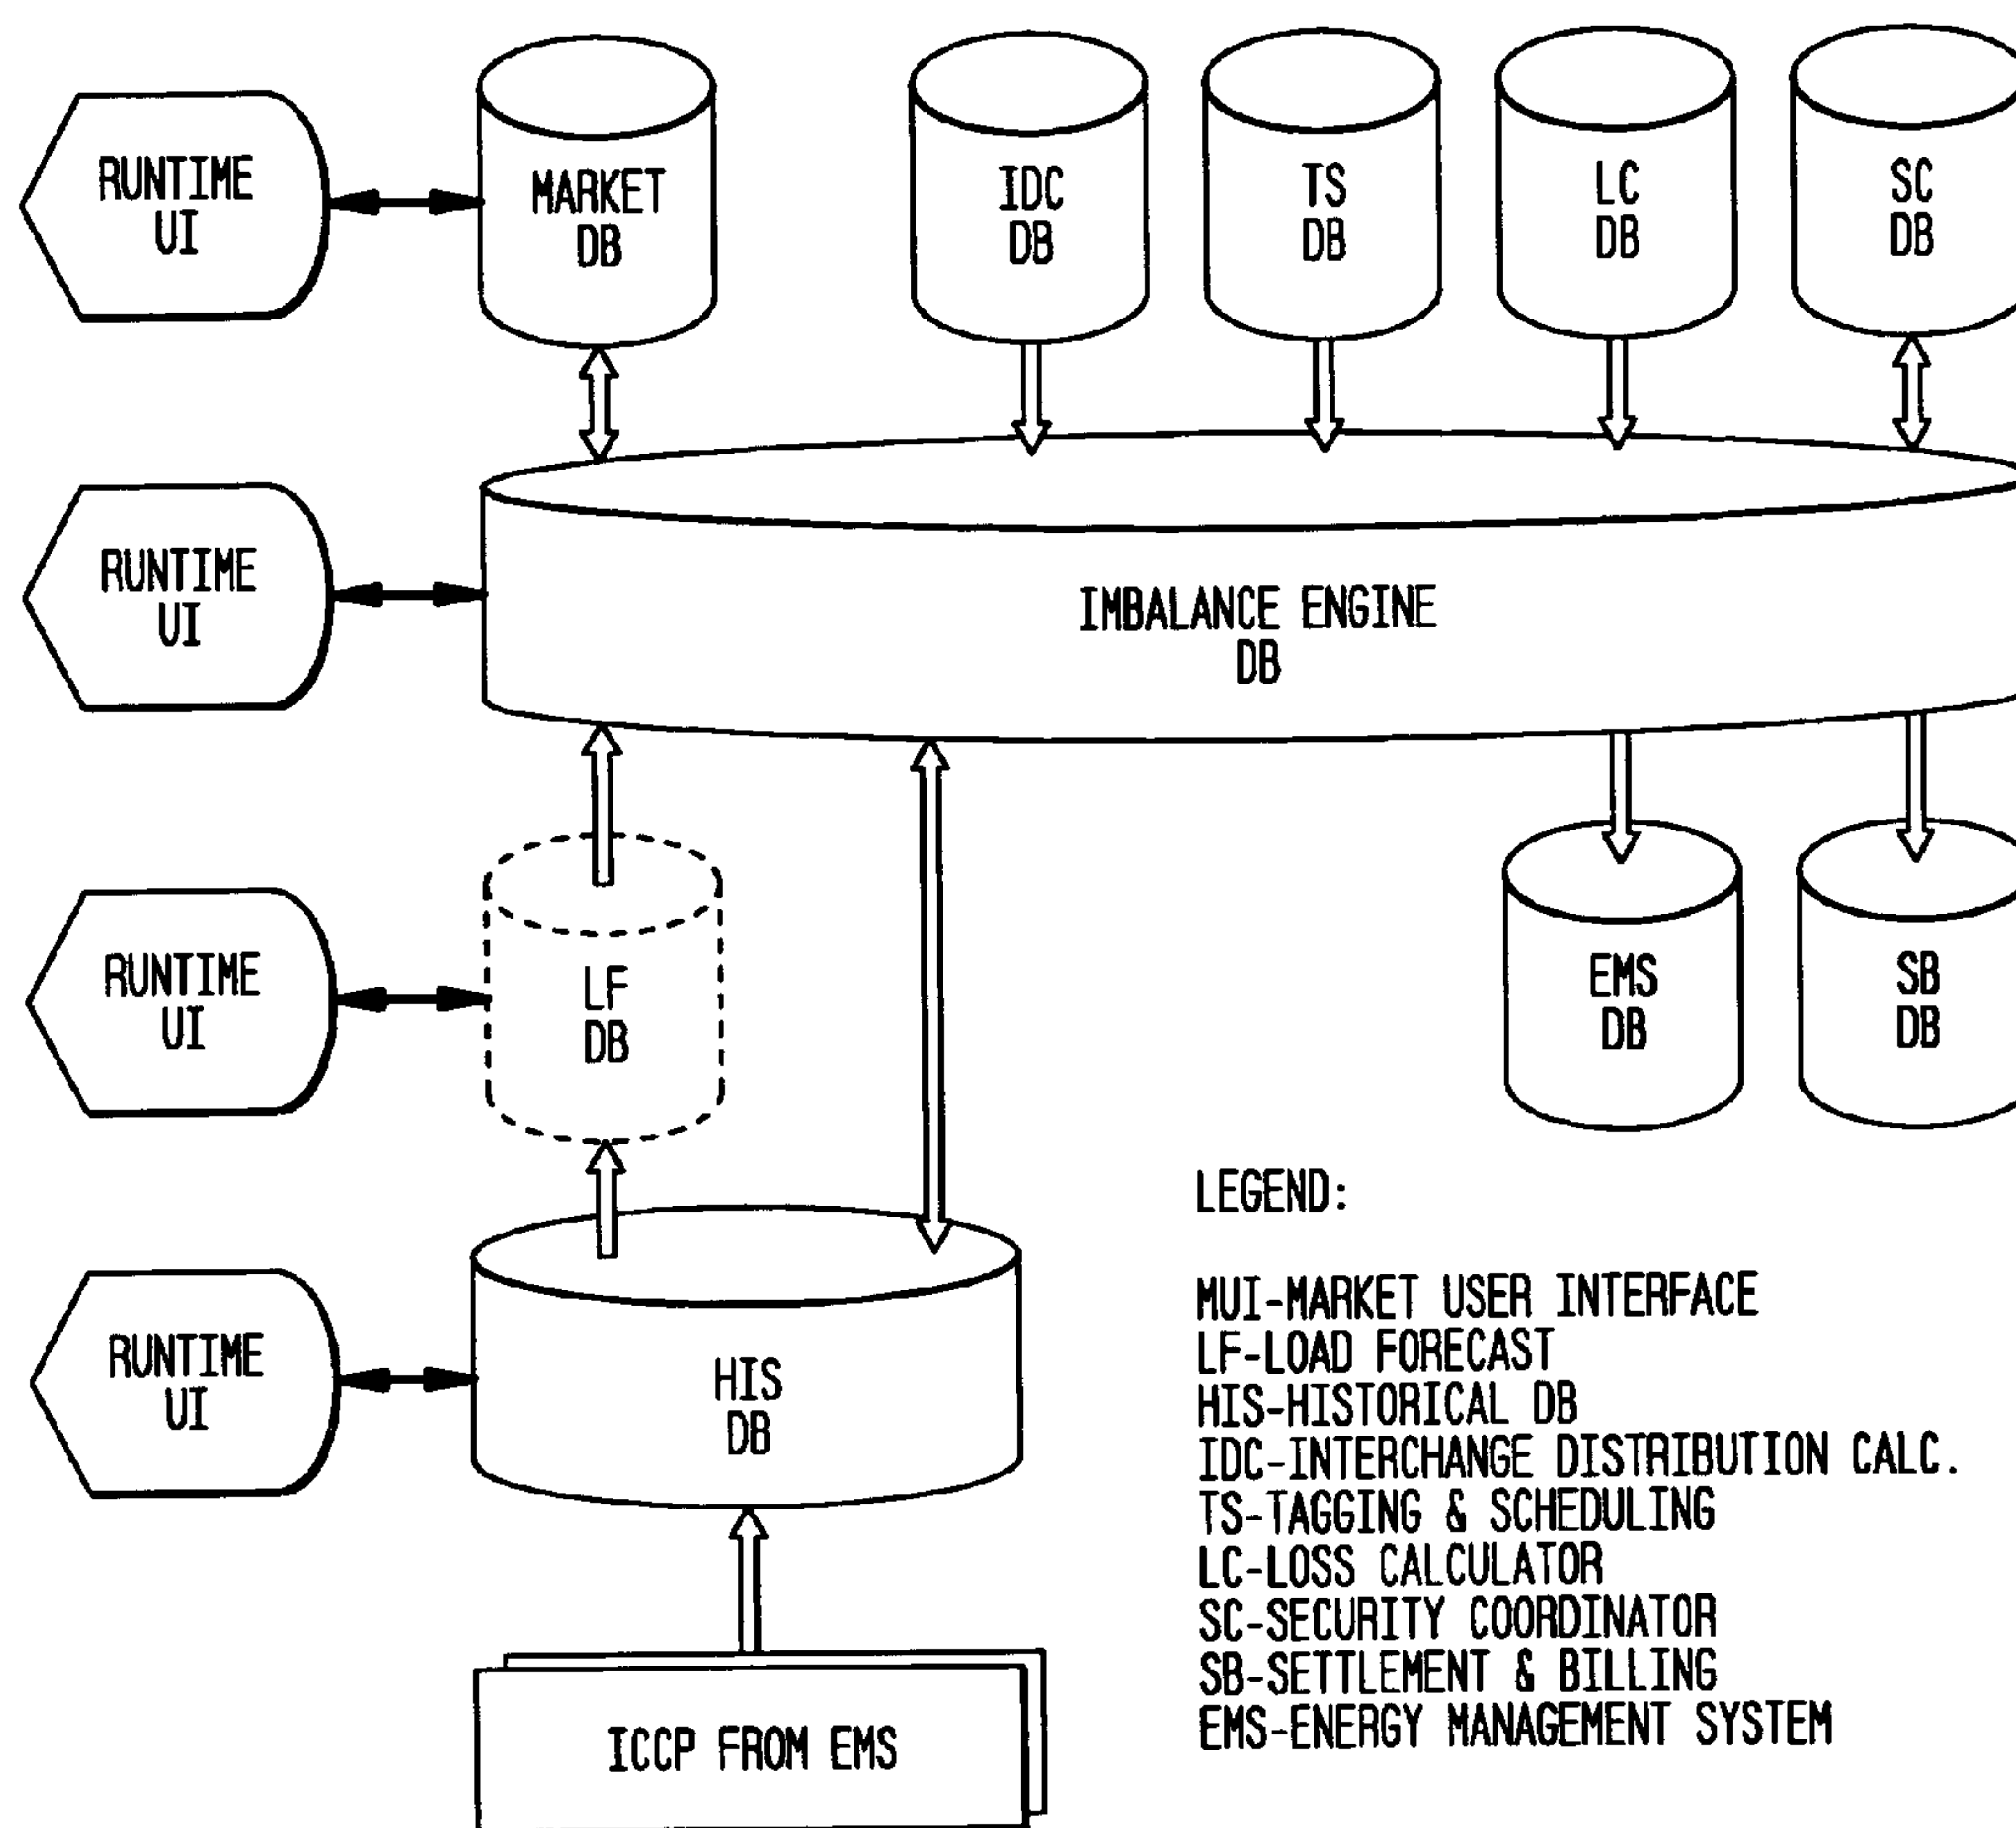 RUNTIME
UI
MARKET
DB
IDC
DB
TS
DB
LC
DB
SC
DB
RUNTIME
UI
IMBALANCE ENGINE
DB
RUNTIME
UI
LF
DB
EMS
DB
SB
DB
RUNTIME
UI
HIS
DB
ICCP FROM EMS
LEGEND:
MUI-MARKET USER INTERFACE
LF-LOAD FORECAST
HIS-HISTORICAL DB
IDC-INTERCHANGE DISTRIBUTION CALC.
TS-TAGGING & SCHEDULING
LC-LOSS CALCULATOR
SC-SECURITY COORDINATOR
SB-SETTLEMENT & BILLING
EMS-ENERGY MANAGEMENT SYSTEM